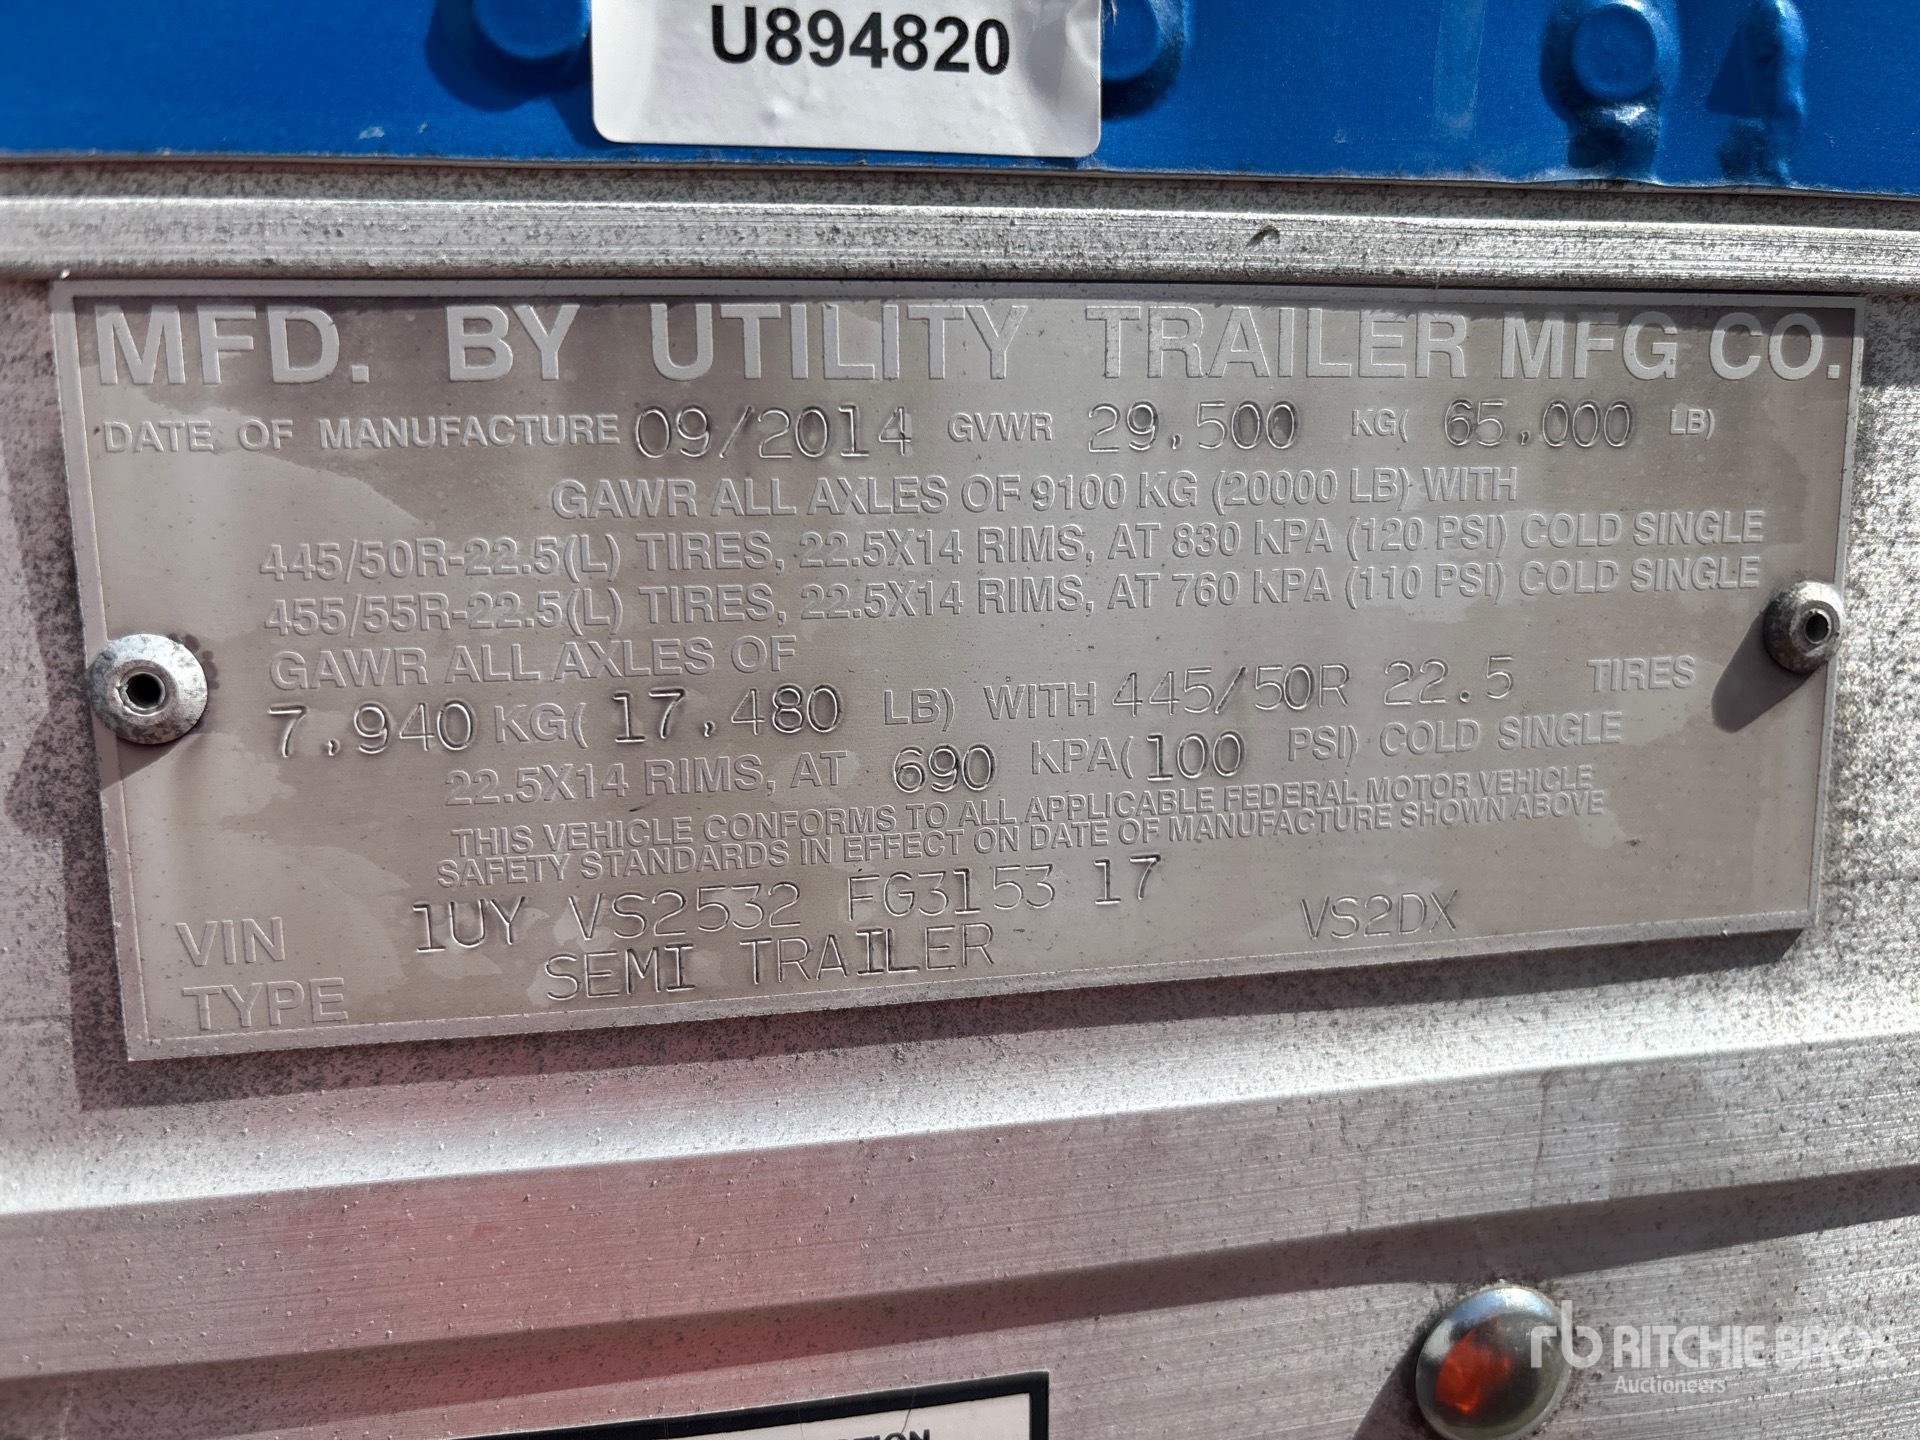 U894820
MFD. BY UTILITY TRAILER MFG CO.
DATE OF MANUFACTURE 09/2014 GVWR 29,500 KG( 65,000 LB)
GAWR ALL AXLES OF 9100 KG (20000 LB) WITH
445/50R-22.5(L) TIRES, 22.5X14 RIMS, AT 830 KPA (120 PSI) COLD SINGLE
455/55R-22.5(L) TIRES, 22.5X14 RIMS, AT 760 KPA (110 PSI) COLD SINGLE
GAWR ALL AXLES OF
7,940 KG( 17,480 LB) WITH 445/50R 22.5 TIRES
22.5X14 RIMS, AT 690 KPA( 100 PSI) COLD SINGLE
THIS VEHICLE CONFORMS TO ALL APPLICABLE FEDERAL MOTOR VEHICLE
SAFETY STANDARDS IN EFFECT ON DATE OF MANUFACTURE SHOWN ABOVE
VIN 1UY VS2532 FG3153 17 VS2DX
TYPE SEMI TRAILER
rb RITCHIE BROS.
Auctioneers